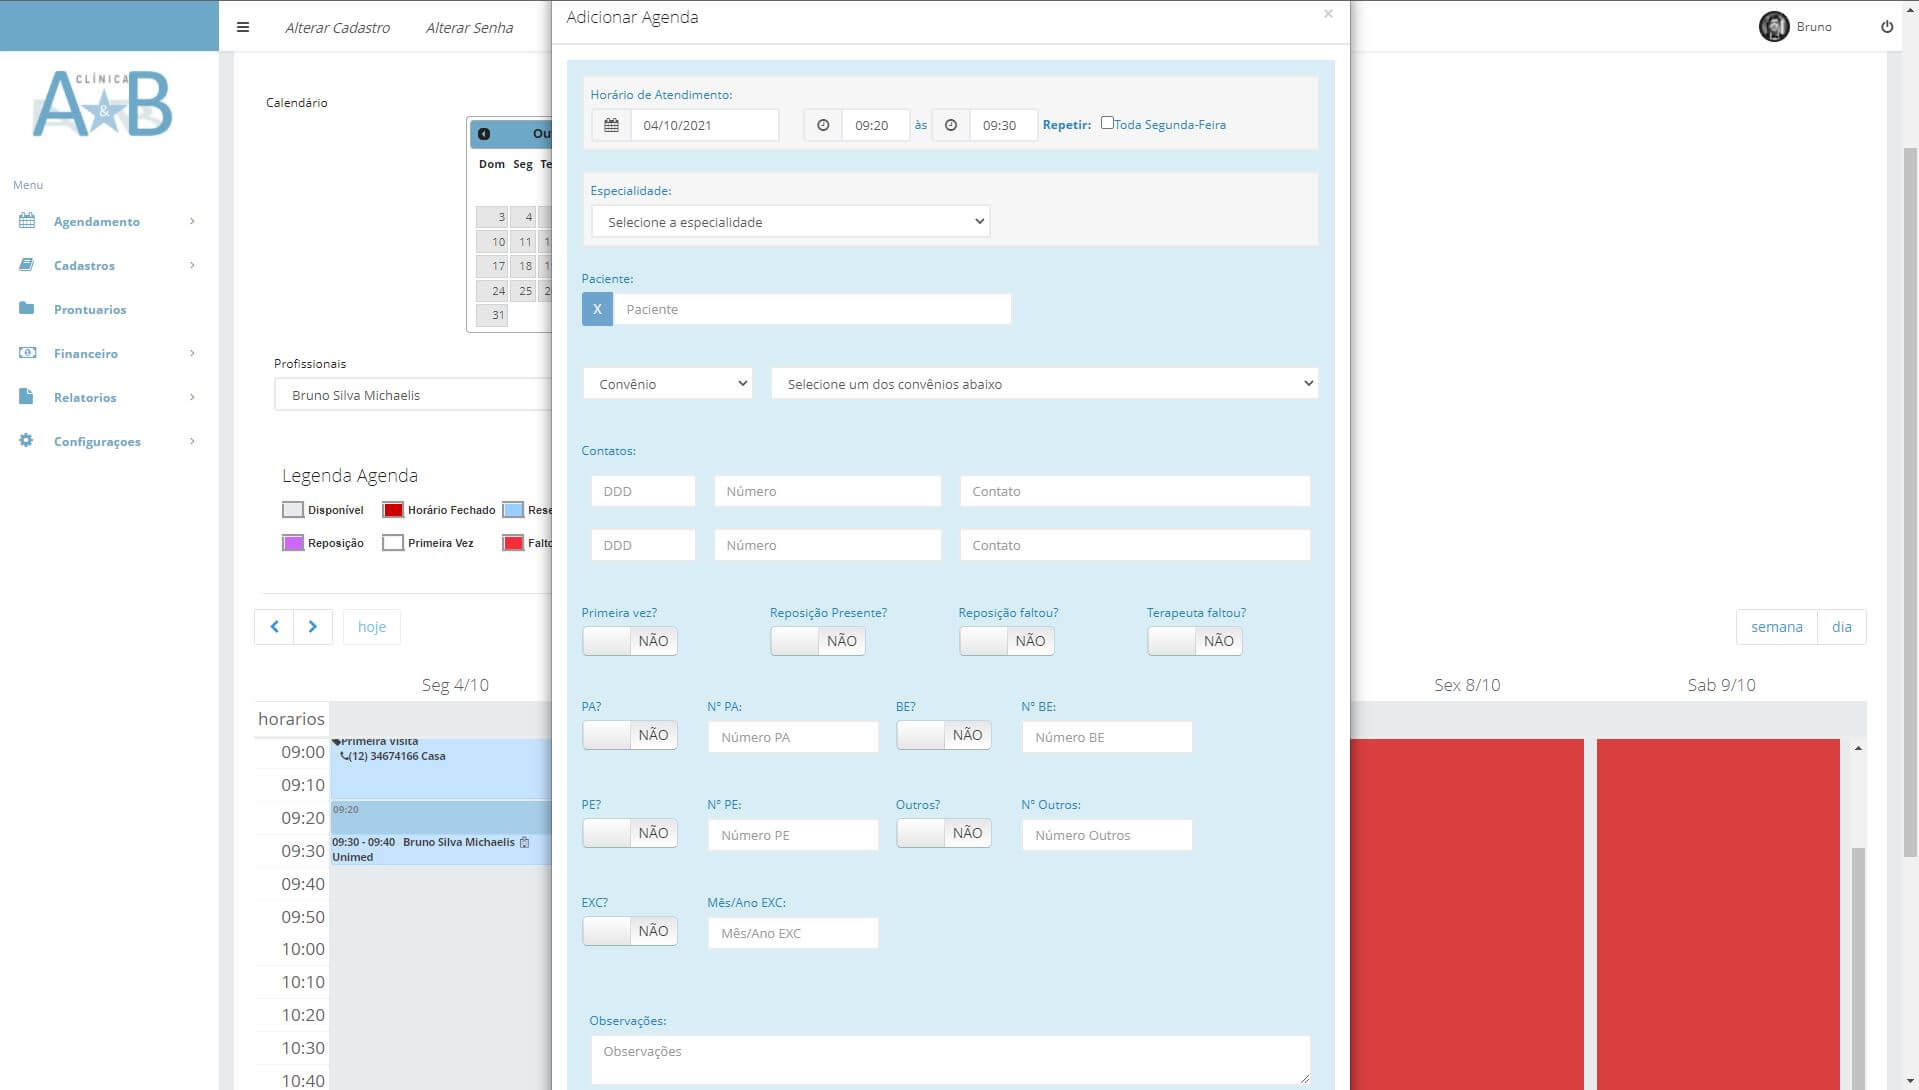 Alterar Cadastro
Alterar Senha
Bruno
CLÍNICA
A&B
Menu
Agendamento
Cadastros
Prontuarios
Financeiro
Relatorios
Configuraçoes
Calendário
Ou
Dom Seg Te
3 4
10 11 1
17 18 1
24 25 2
31
Profissionais
Bruno Silva Michaelis
Legenda Agenda
Disponível Horário Fechado Rese
Reposição Primeira Vez Falto
hoje
semana dia
Seg 4/10
Sex 8/10
Sab 9/10
horarios
09:00
09:10
09:20
09:30
09:40
09:50
10:00
10:10
10:20
10:30
10:40
Primeira Visita
(12) 34674166 Casa
09:20
09:30 - 09:40 Bruno Silva Michaelis
Unimed
Adicionar Agenda
×
Horário de Atendimento:
04/10/2021 09:20 às 09:30 Repetir: Toda Segunda-Feira
Especialidade:
Selecione a especialidade
Paciente:
X Paciente
Convênio Selecione um dos convênios abaixo
Contatos:
DDD Número Contato
DDD Número Contato
Primeira vez? Reposição Presente? Reposição faltou? Terapeuta faltou?
NÃO NÃO NÃO NÃO
PA? Nº PA: BE? Nº BE:
NÃO Número PA NÃO Número BE
PE? Nº PE: Outros? Nº Outros:
NÃO Número PE NÃO Número Outros
EXC? Mês/Ano EXC:
NÃO Mês/Ano EXC
Observações:
Observações